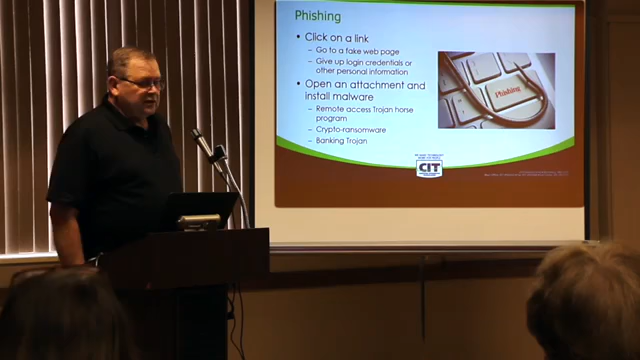 Phishing
• Click on a link
– Go to a fake web page
– Give up login credentials or
other personal information
• Open an attachment and
install malware
– Remote access Trojan horse
program
– Crypto-ransomware
– Banking Trojan
Phishing
CIT